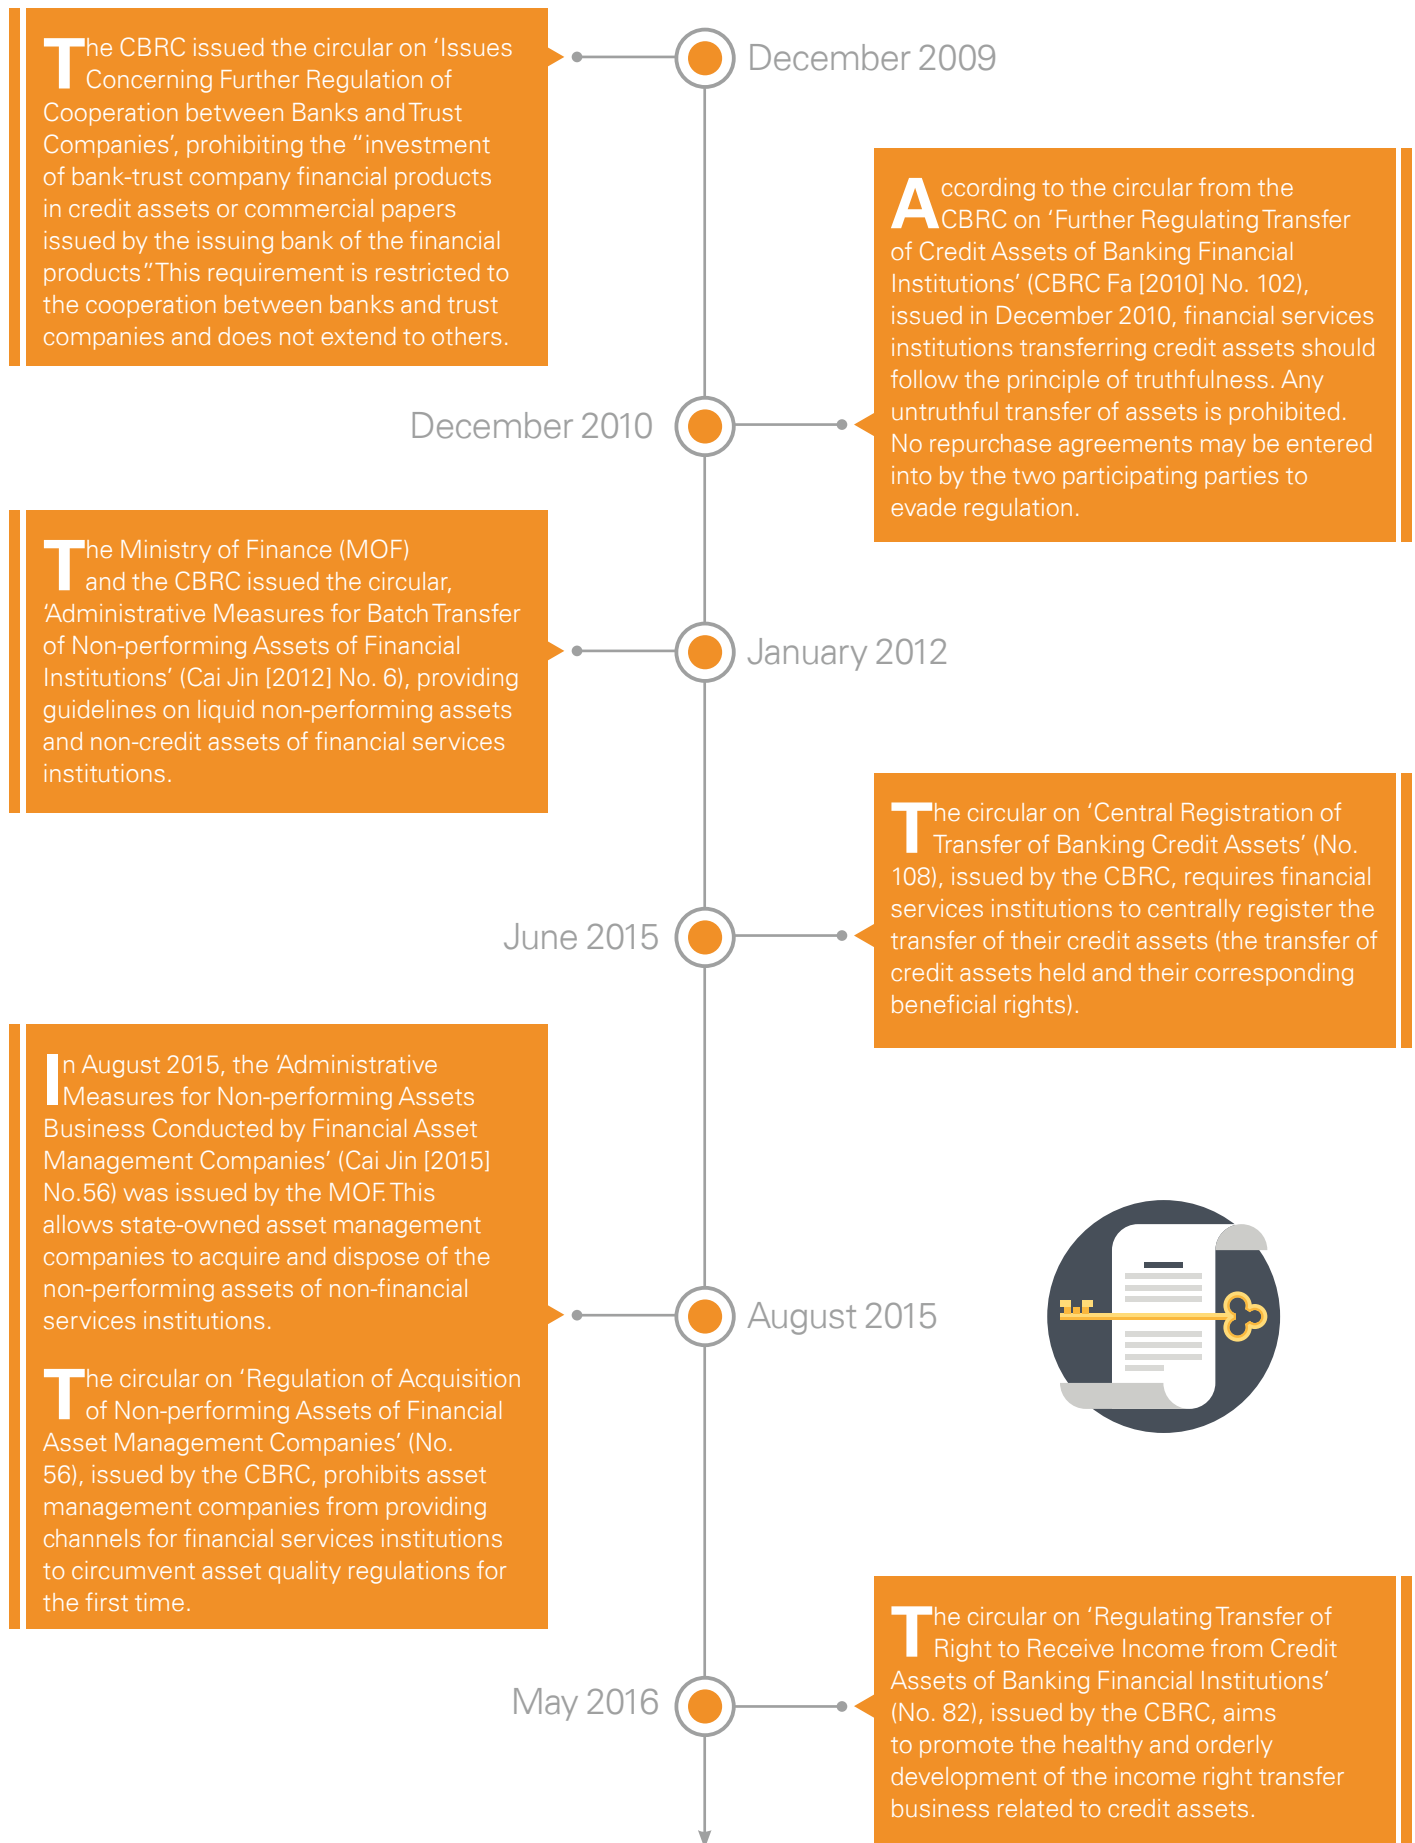 The CBRC issued the circular on ‘Issues
Concerning Further Regulation of
Cooperation between Banks and Trust
Companies’, prohibiting the “investment
of bank-trust company financial products
in credit assets or commercial papers
issued by the issuing bank of the financial
products”. This requirement is restricted to
the cooperation between banks and trust
companies and does not extend to others.
December 2009
According to the circular from the
CBRC on ‘Further Regulating Transfer
of Credit Assets of Banking Financial
Institutions’ (CBRC Fa [2010] No. 102),
issued in December 2010, financial services
institutions transferring credit assets should
follow the principle of truthfulness. Any
untruthful transfer of assets is prohibited.
No repurchase agreements may be entered
into by the two participating parties to
evade regulation.
December 2010
The Ministry of Finance (MOF)
and the CBRC issued the circular,
‘Administrative Measures for Batch Transfer
of Non-performing Assets of Financial
Institutions’ (Cai Jin [2012] No. 6), providing
guidelines on liquid non-performing assets
and non-credit assets of financial services
institutions.
January 2012
The circular on ‘Central Registration of
Transfer of Banking Credit Assets’ (No.
108), issued by the CBRC, requires financial
services institutions to centrally register the
transfer of their credit assets (the transfer of
credit assets held and their corresponding
beneficial rights).
June 2015
In August 2015, the ‘Administrative
Measures for Non-performing Assets
Business Conducted by Financial Asset
Management Companies’ (Cai Jin [2015]
No.56) was issued by the MOF. This
allows state-owned asset management
companies to acquire and dispose of the
non-performing assets of non-financial
services institutions.
The circular on ‘Regulation of Acquisition
of Non-performing Assets of Financial
Asset Management Companies’ (No.
56), issued by the CBRC, prohibits asset
management companies from providing
channels for financial services institutions
to circumvent asset quality regulations for
the first time.
August 2015
The circular on ‘Regulating Transfer of
Right to Receive Income from Credit
Assets of Banking Financial Institutions’
(No. 82), issued by the CBRC, aims
to promote the healthy and orderly
development of the income right transfer
business related to credit assets.
May 2016